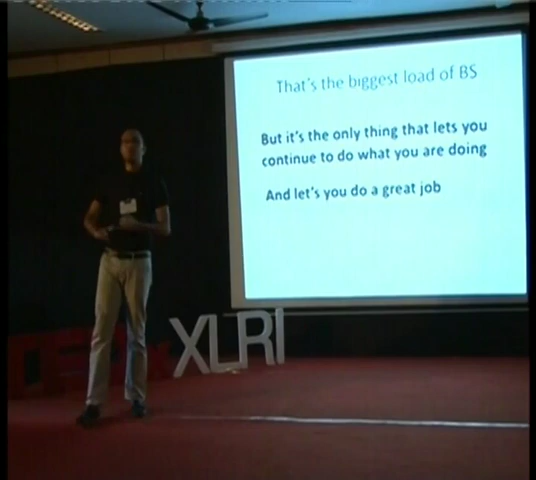 That's the biggest load of BS
But it's the only thing that lets you
continue to do what you are doing
And let's you do a great job
TEDx
XLRI